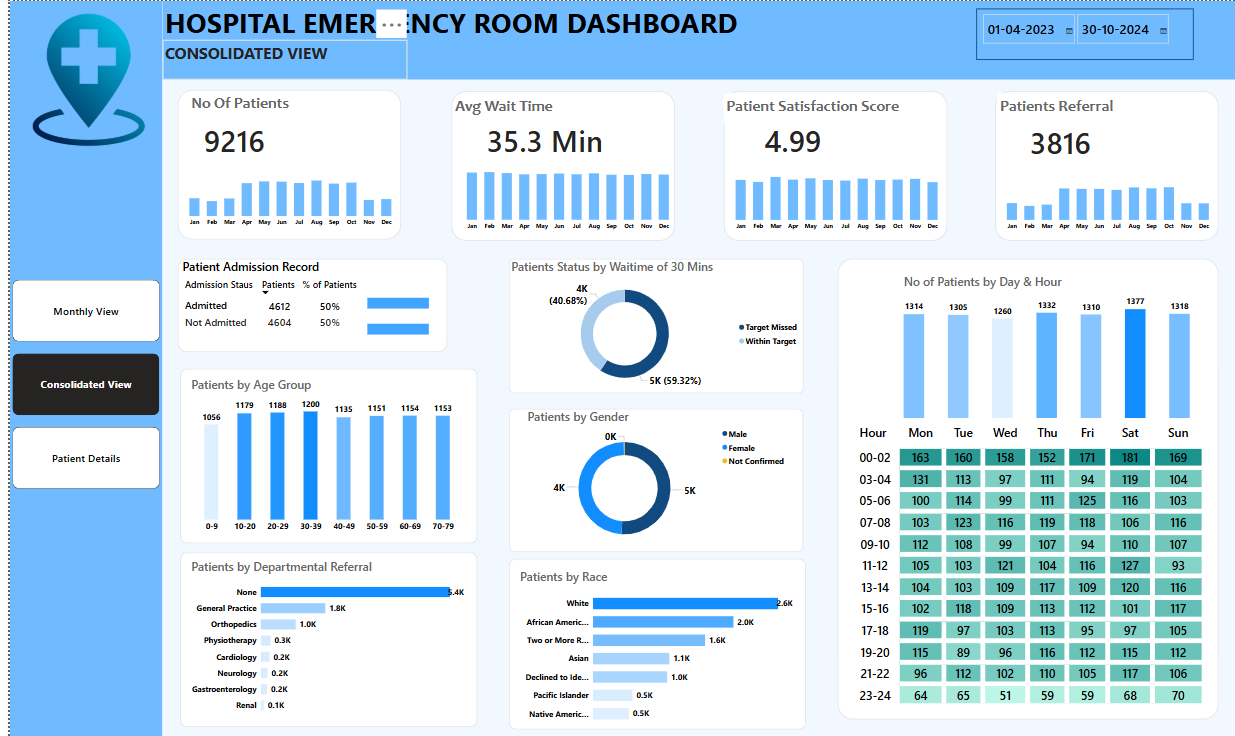 HOSPITAL EMER ENCY ROOM DASHBOARD
CONSOLIDATED VIEW
01-04-2023 30-10-2024
No Of Patients
9216
Jan Feb Mar Apr May Jun Jul Aug Sep Oct Nov Dec
Avg Wait Time
35.3 Min
Jan Feb Mar Apr May Jun Jul Aug Sep Oct Nov Dec
Patient Satisfaction Score
4.99
Jan Feb Mar Apr May Jun Jul Aug Sep Oct Nov Dec
Patients Referral
3816
Jan Feb Mar Apr May Jun Jul Aug Sep Oct Nov Dec
Monthly View
Consolidated View
Patient Details
Patient Admission Record
Admission Staus Patients % of Patients
Admitted 4612 50%
Not Admitted 4604 50%
Patients by Age Group
1056 1179 1188 1200 1135 1151 1154 1153
0-9 10-20 20-29 30-39 40-49 50-59 60-69 70-79
Patients by Departmental Referral
None 5.4K
General Practice 1.8K
Orthopedics 1.0K
Physiotherapy 0.3K
Cardiology 0.2K
Neurology 0.2K
Gastroenterology 0.2K
Renal 0.1K
Patients Status by Waitime of 30 Mins
4K
(40.68%)
5K (59.32%)
Target Missed
Within Target
Patients by Gender
0K
4K
5K
Male
Female
Not Confirmed
Patients by Race
White 2.6K
African Americ... 2.0K
Two or More R... 1.6K
Asian 1.1K
Declined to Ide... 1.0K
Pacific Islander 0.5K
Native Americ... 0.5K
No of Patients by Day & Hour
1314 1305 1260 1332 1310 1377 1318
Hour Mon Tue Wed Thu Fri Sat Sun
00-02 163 160 158 152 171 181 169
03-04 131 113 97 111 94 119 104
05-06 100 114 99 111 125 116 103
07-08 103 123 116 119 118 106 116
09-10 112 108 99 107 94 110 107
11-12 105 103 121 104 116 127 93
13-14 104 103 109 117 109 120 116
15-16 102 118 109 113 112 101 117
17-18 119 97 103 113 95 97 105
19-20 115 89 96 116 112 115 112
21-22 96 112 102 110 105 117 106
23-24 64 65 51 59 59 68 70